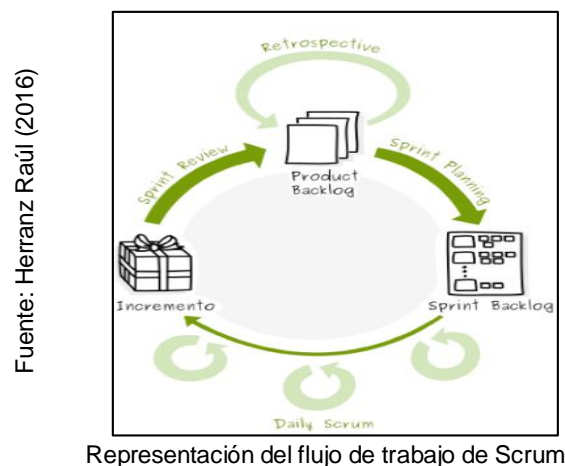 Fuente: Herranz Raúl (2016)
Retrospective
Sprint Review
Sprint Planning
Product
Backlog
Incremento
Sprint Backlog
Daily Scrum
Representación del flujo de trabajo de Scrum